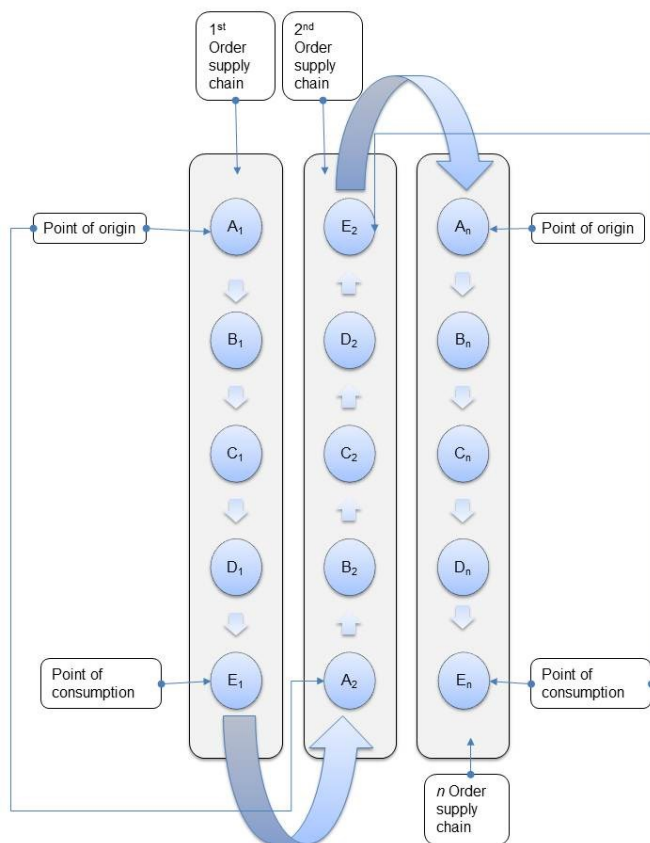 1st
Order
supply
chain
2nd
Order
supply
chain
Point of origin
A1
E2
An
Point of origin
B1
D2
Bn
C1
C2
Cn
D1
B2
Dn
Point of
consumption
E1
A2
En
Point of
consumption
n Order
supply
chain